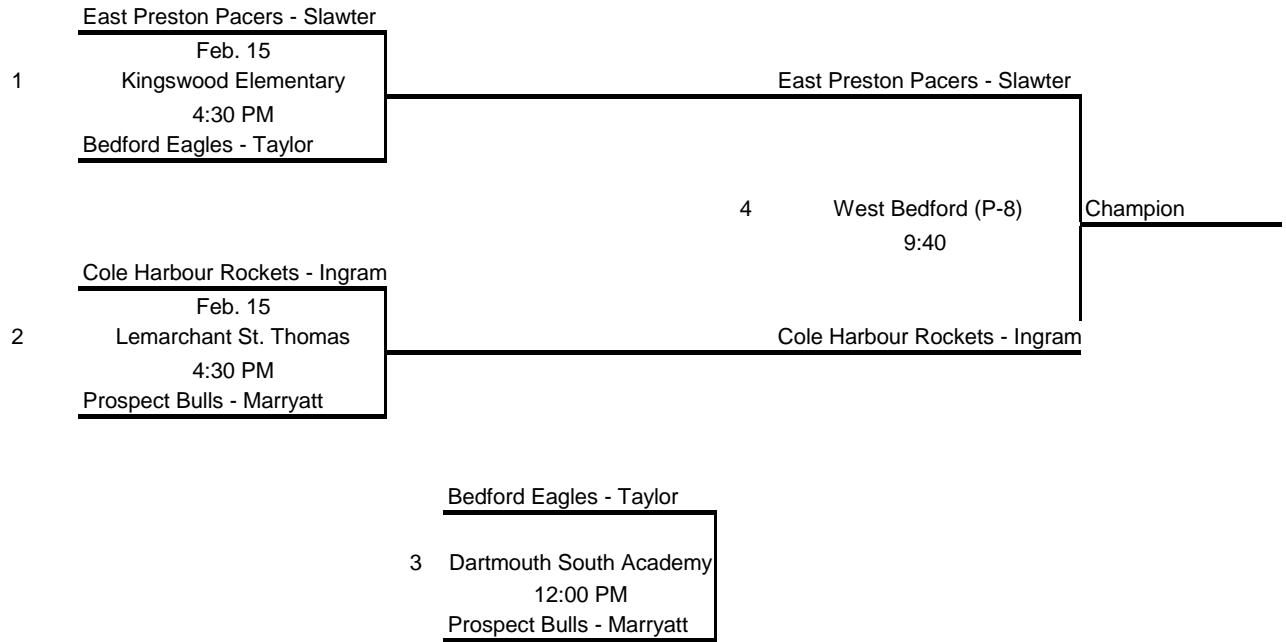 East Preston Pacers - Slawter
Feb. 15
1 Kingswood Elementary
4:30 PM
Bedford Eagles - Taylor
East Preston Pacers - Slawter
4 West Bedford (P-8)
9:40
Champion
Cole Harbour Rockets - Ingram
Feb. 15
2 Lemarchant St. Thomas
4:30 PM
Prospect Bulls - Marryatt
Cole Harbour Rockets - Ingram
Bedford Eagles - Taylor
3 Dartmouth South Academy
12:00 PM
Prospect Bulls - Marryatt